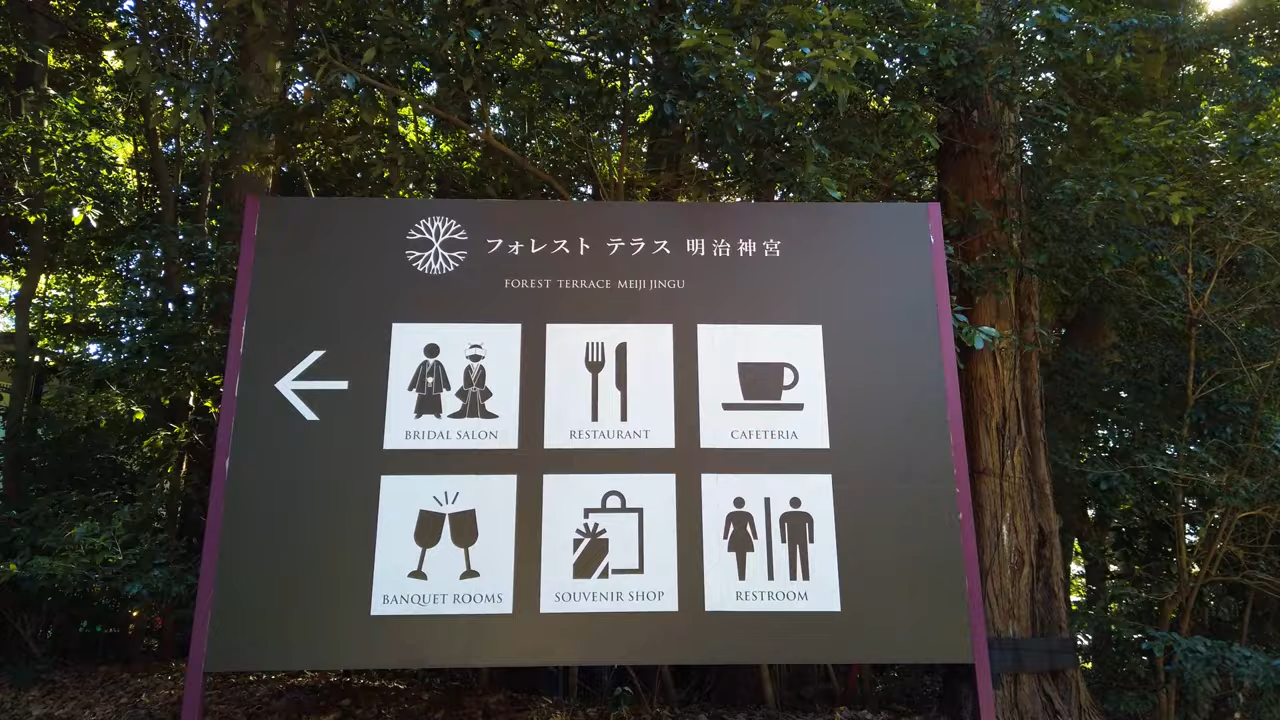 フォレスト テラス 明治神宮
FOREST TERRACE MEIJI JINGU
BRIDAL SALON
RESTAURANT
CAFETERIA
BANQUET ROOMS
SOUVENIR SHOP
RESTROOM